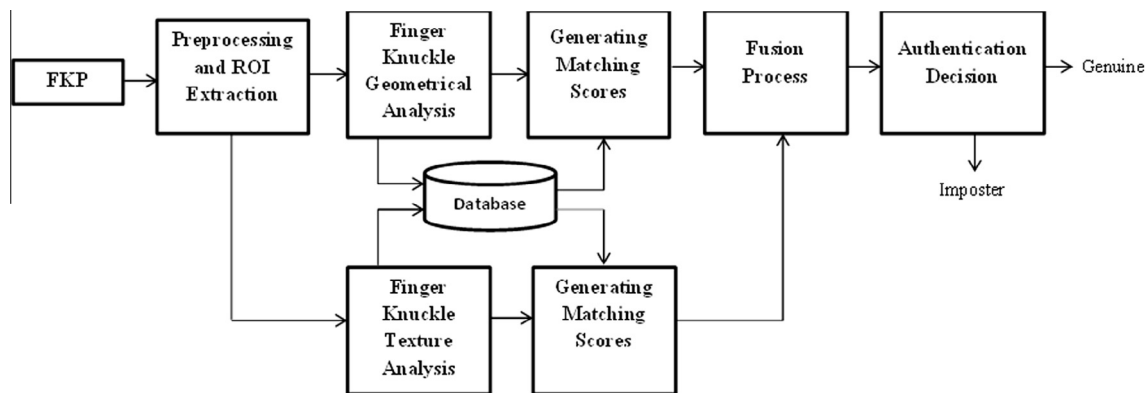 FKP
Preprocessing
and ROI
Extraction
Finger
Knuckle
Geometrical
Analysis
Generating
Matching
Scores
Fusion
Process
Authentication
Decision
Genuine
Imposter
Database
Finger
Knuckle
Texture
Analysis
Generating
Matching
Scores